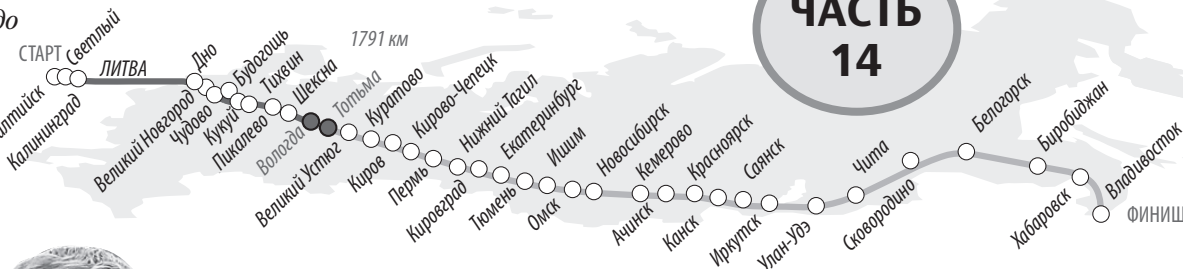 до
ЧАСТЬ
14
СТАРТ
Светлый
1791 км
ЛИТВА
Дно
Будогощь
Тихвин
Шексна
Тотьма
Куратово
Кирово-Чепецк
Нижний Тагил
Екатеринбург
Ишим
Новосибирск
Кемерово
Красноярск
Саянск
Чита
Белогорск
Биробиджан
Владивосток
Калининград
Великий Новгород
Чудово
Кукуй
Пикалево
Вологда
Великий Устюг
Киров
Пермь
Кировград
Тюмень
Омск
Ачинск
Канск
Иркутск
Улан-Удэ
Сковородино
Хабаровск